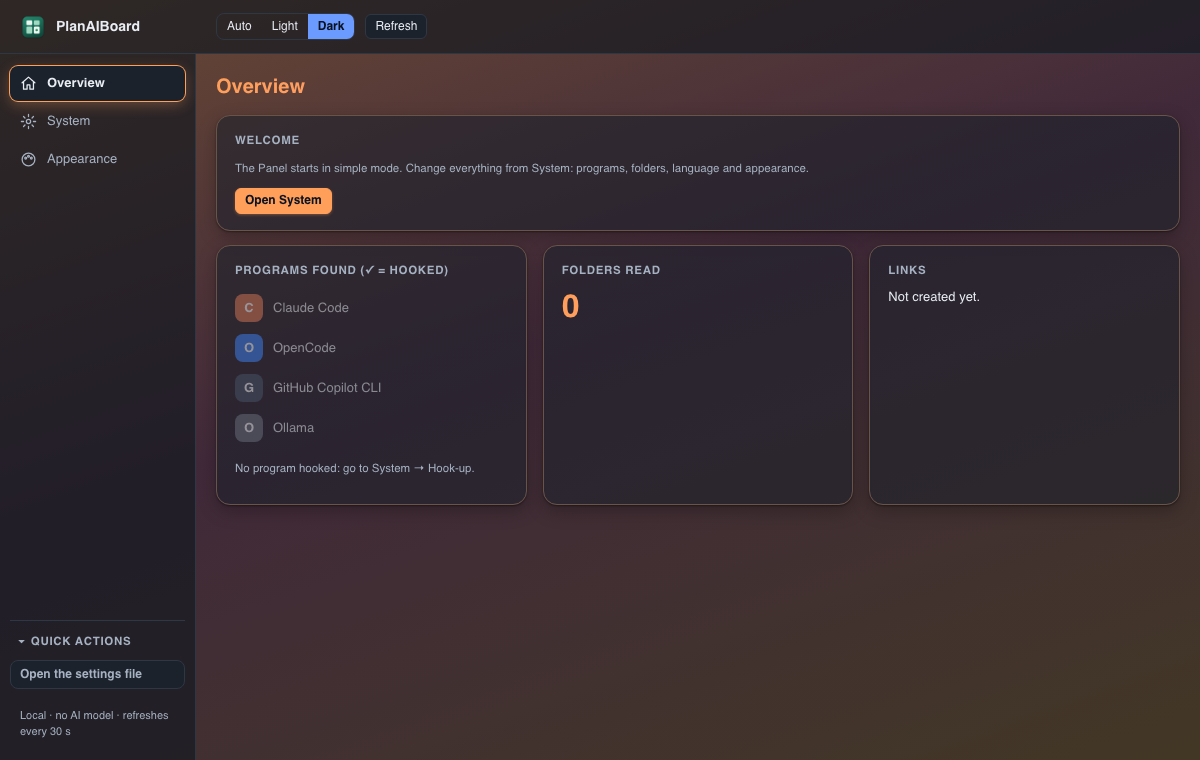 PlanAIBoard
Auto Light Dark Refresh
Overview
System
Appearance
Overview
WELCOME
The Panel starts in simple mode. Change everything from System: programs, folders, language and appearance.
Open System
PROGRAMS FOUND (✓ = HOOKED)
C Claude Code
O OpenCode
G GitHub Copilot CLI
O Ollama
No program hooked: go to System → Hook-up.
FOLDERS READ
0
LINKS
Not created yet.
QUICK ACTIONS
Open the settings file
Local · no AI model · refreshes
every 30 s